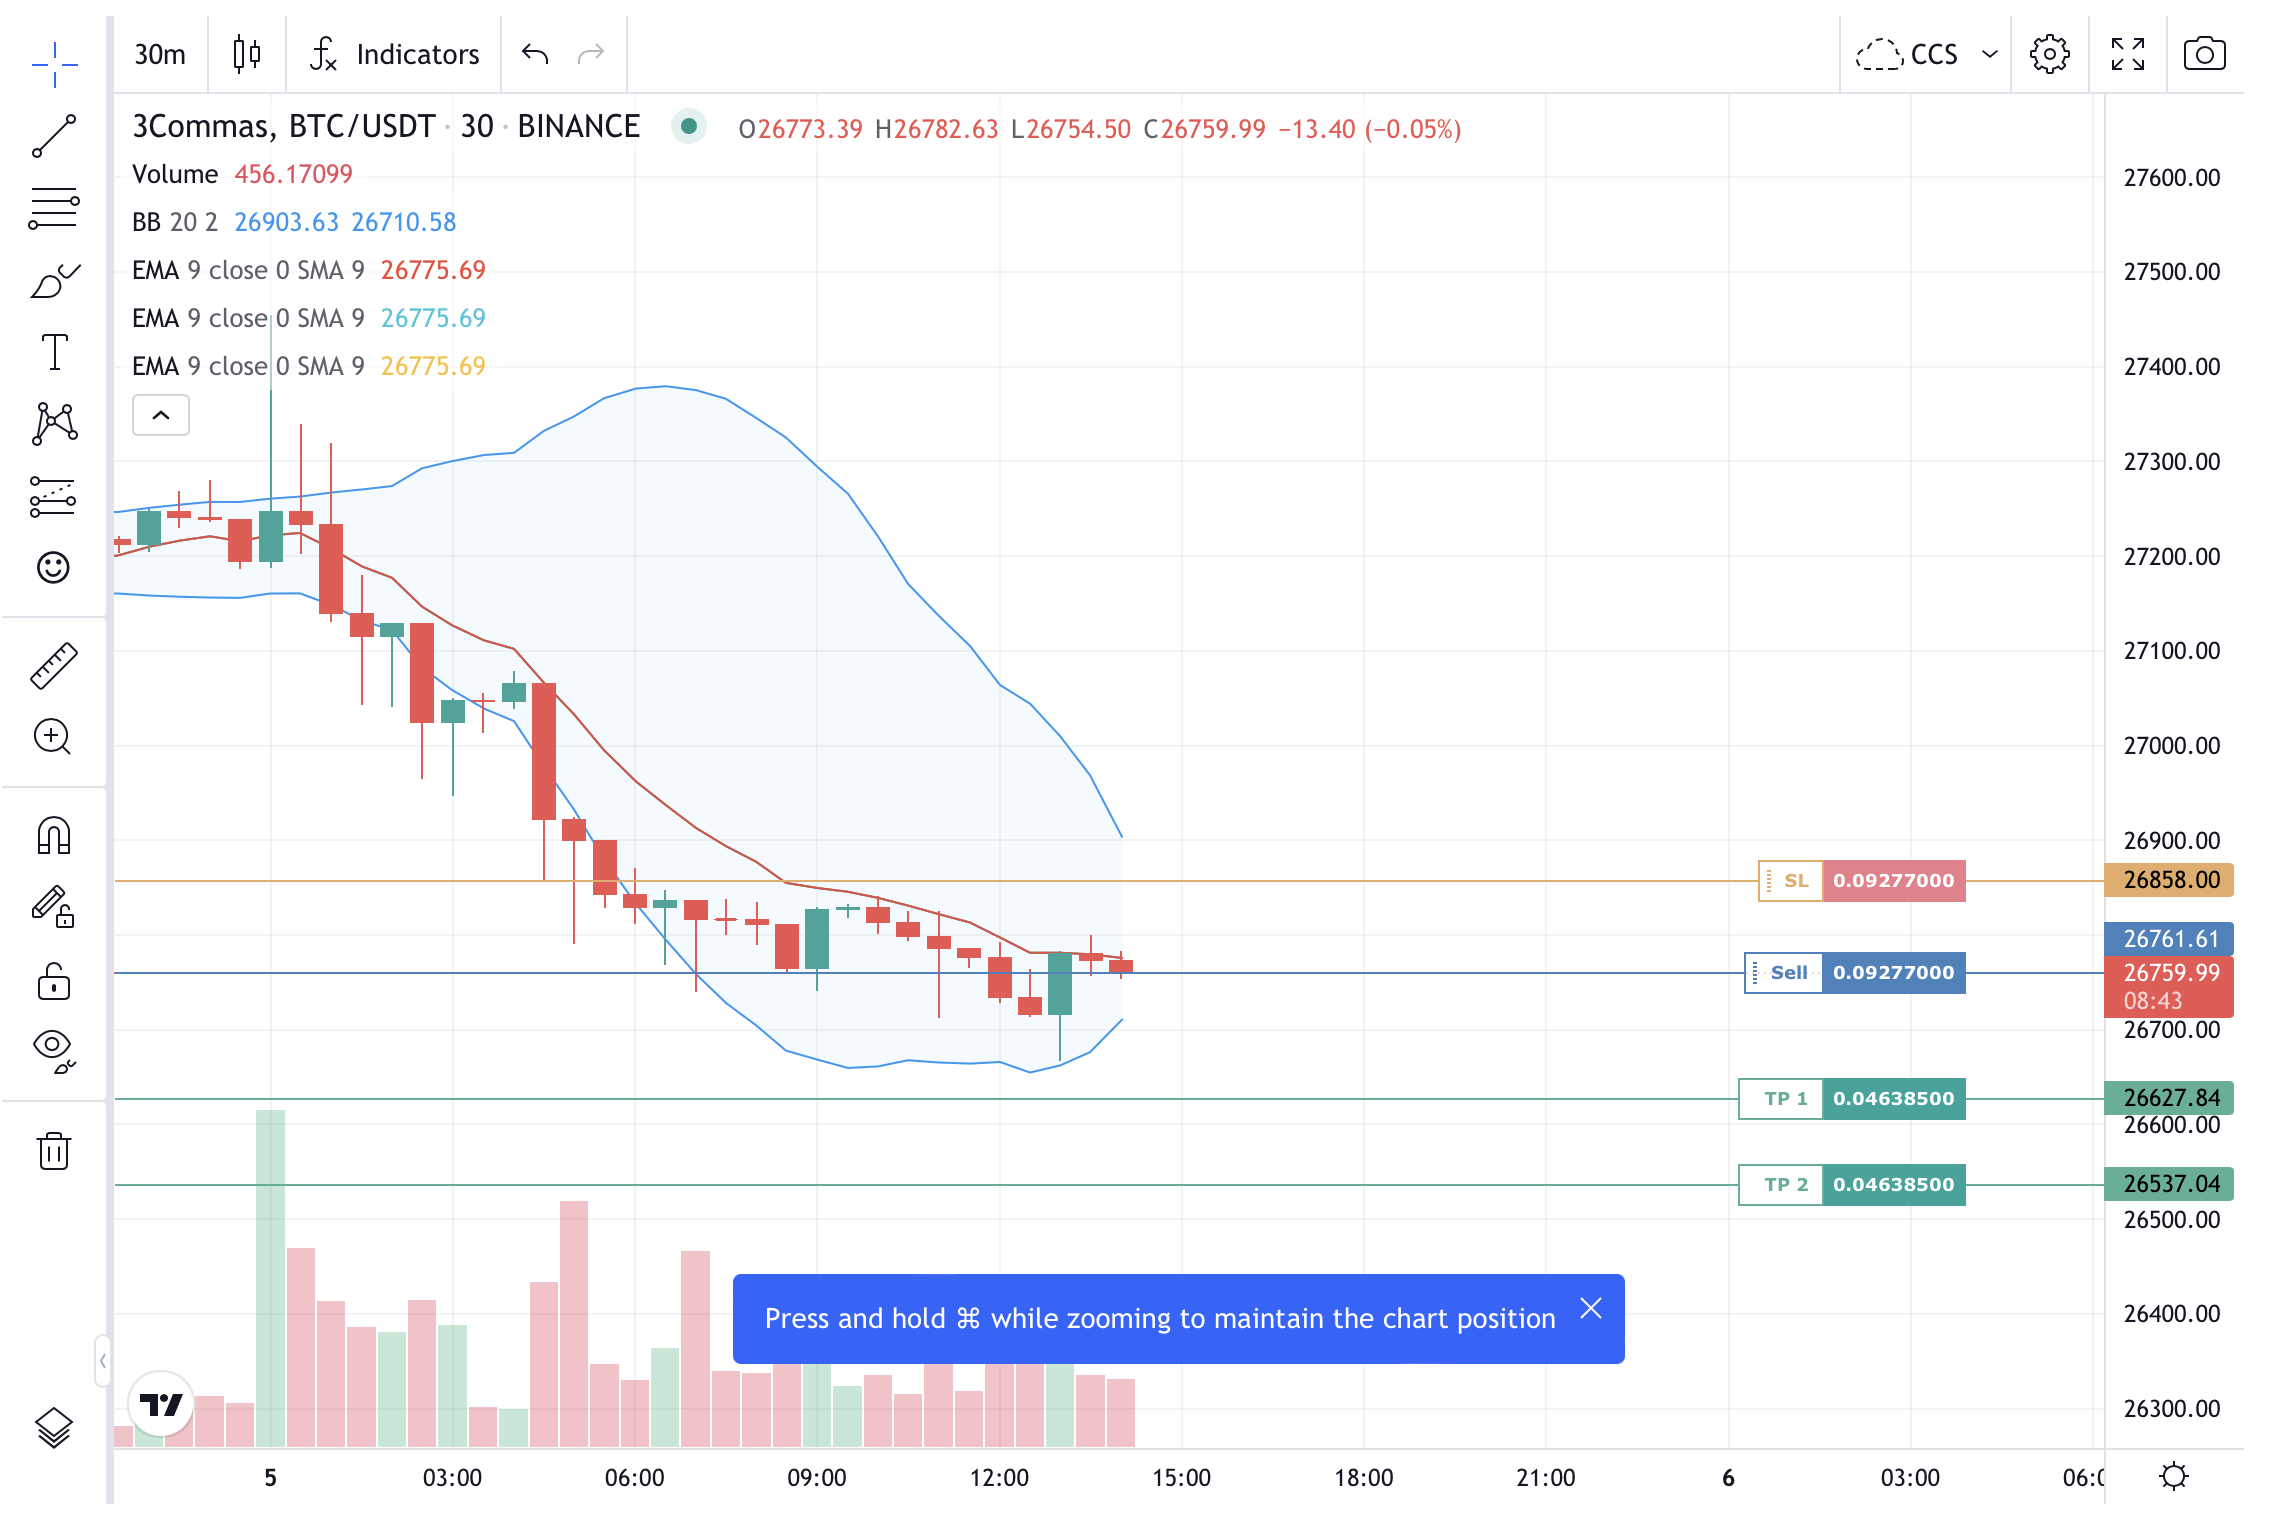 30m Indicators CCS
3Commas, BTC/USDT · 30 · BINANCE O26773.39 H26782.63 L26754.50 C26759.99 −13.40 (−0.05%)
Volume 456.17099
BB 20 2 26903.63 26710.58
EMA 9 close 0 SMA 9 26775.69
EMA 9 close 0 SMA 9 26775.69
EMA 9 close 0 SMA 9 26775.69
27600.00
27500.00
27400.00
27300.00
27200.00
27100.00
27000.00
26900.00
SL 0.09277000 26858.00
26761.61
Sell 0.09277000 26759.99
08:43
26700.00
TP 1 0.04638500 26627.84
26600.00
TP 2 0.04638500 26537.04
26500.00
Press and hold ⌘ while zooming to maintain the chart position
26400.00
26300.00
5 03:00 06:00 09:00 12:00 15:00 18:00 21:00 6 03:00